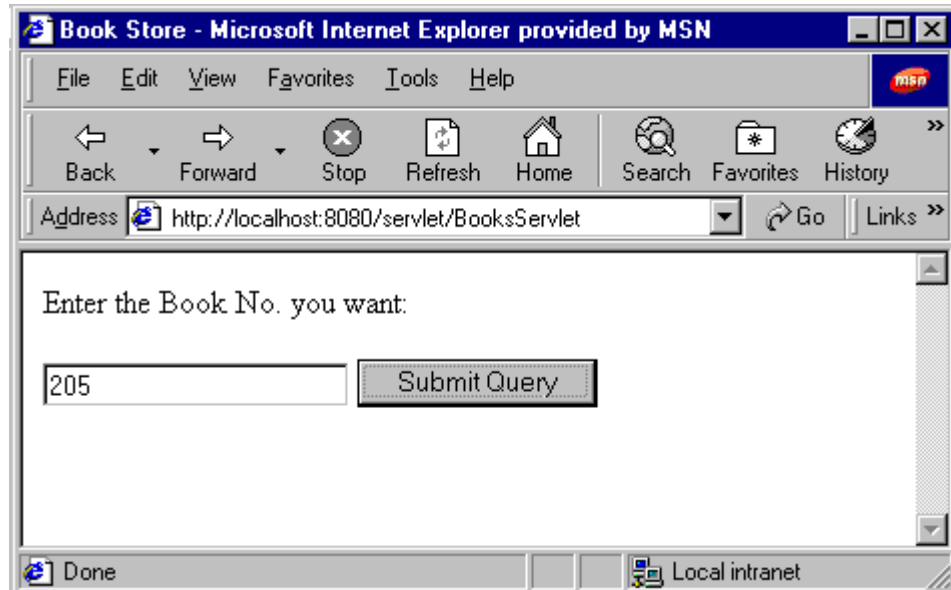 Book Store - Microsoft Internet Explorer provided by MSN
File Edit View Favorites Tools Help
msn
Back Forward Stop Refresh Home Search Favorites History »
Address http://localhost:8080/servlet/BooksServlet Go Links »
Enter the Book No. you want:
205 Submit Query
Done Local intranet